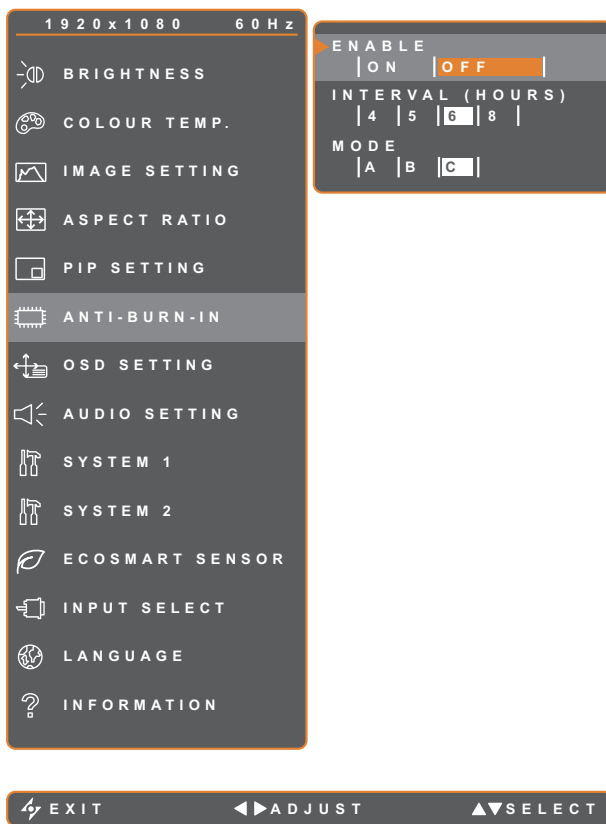 1920x1080 60Hz
BRIGHTNESS
COLOUR TEMP.
IMAGE SETTING
ASPECT RATIO
PIP SETTING
ANTI-BURN-IN
OSD SETTING
AUDIO SETTING
SYSTEM 1
SYSTEM 2
ECOSMART SENSOR
INPUT SELECT
LANGUAGE
INFORMATION
ENABLE
ON OFF
INTERVAL (HOURS)
4 5 6 8
MODE
A B C
EXIT ADJUST SELECT